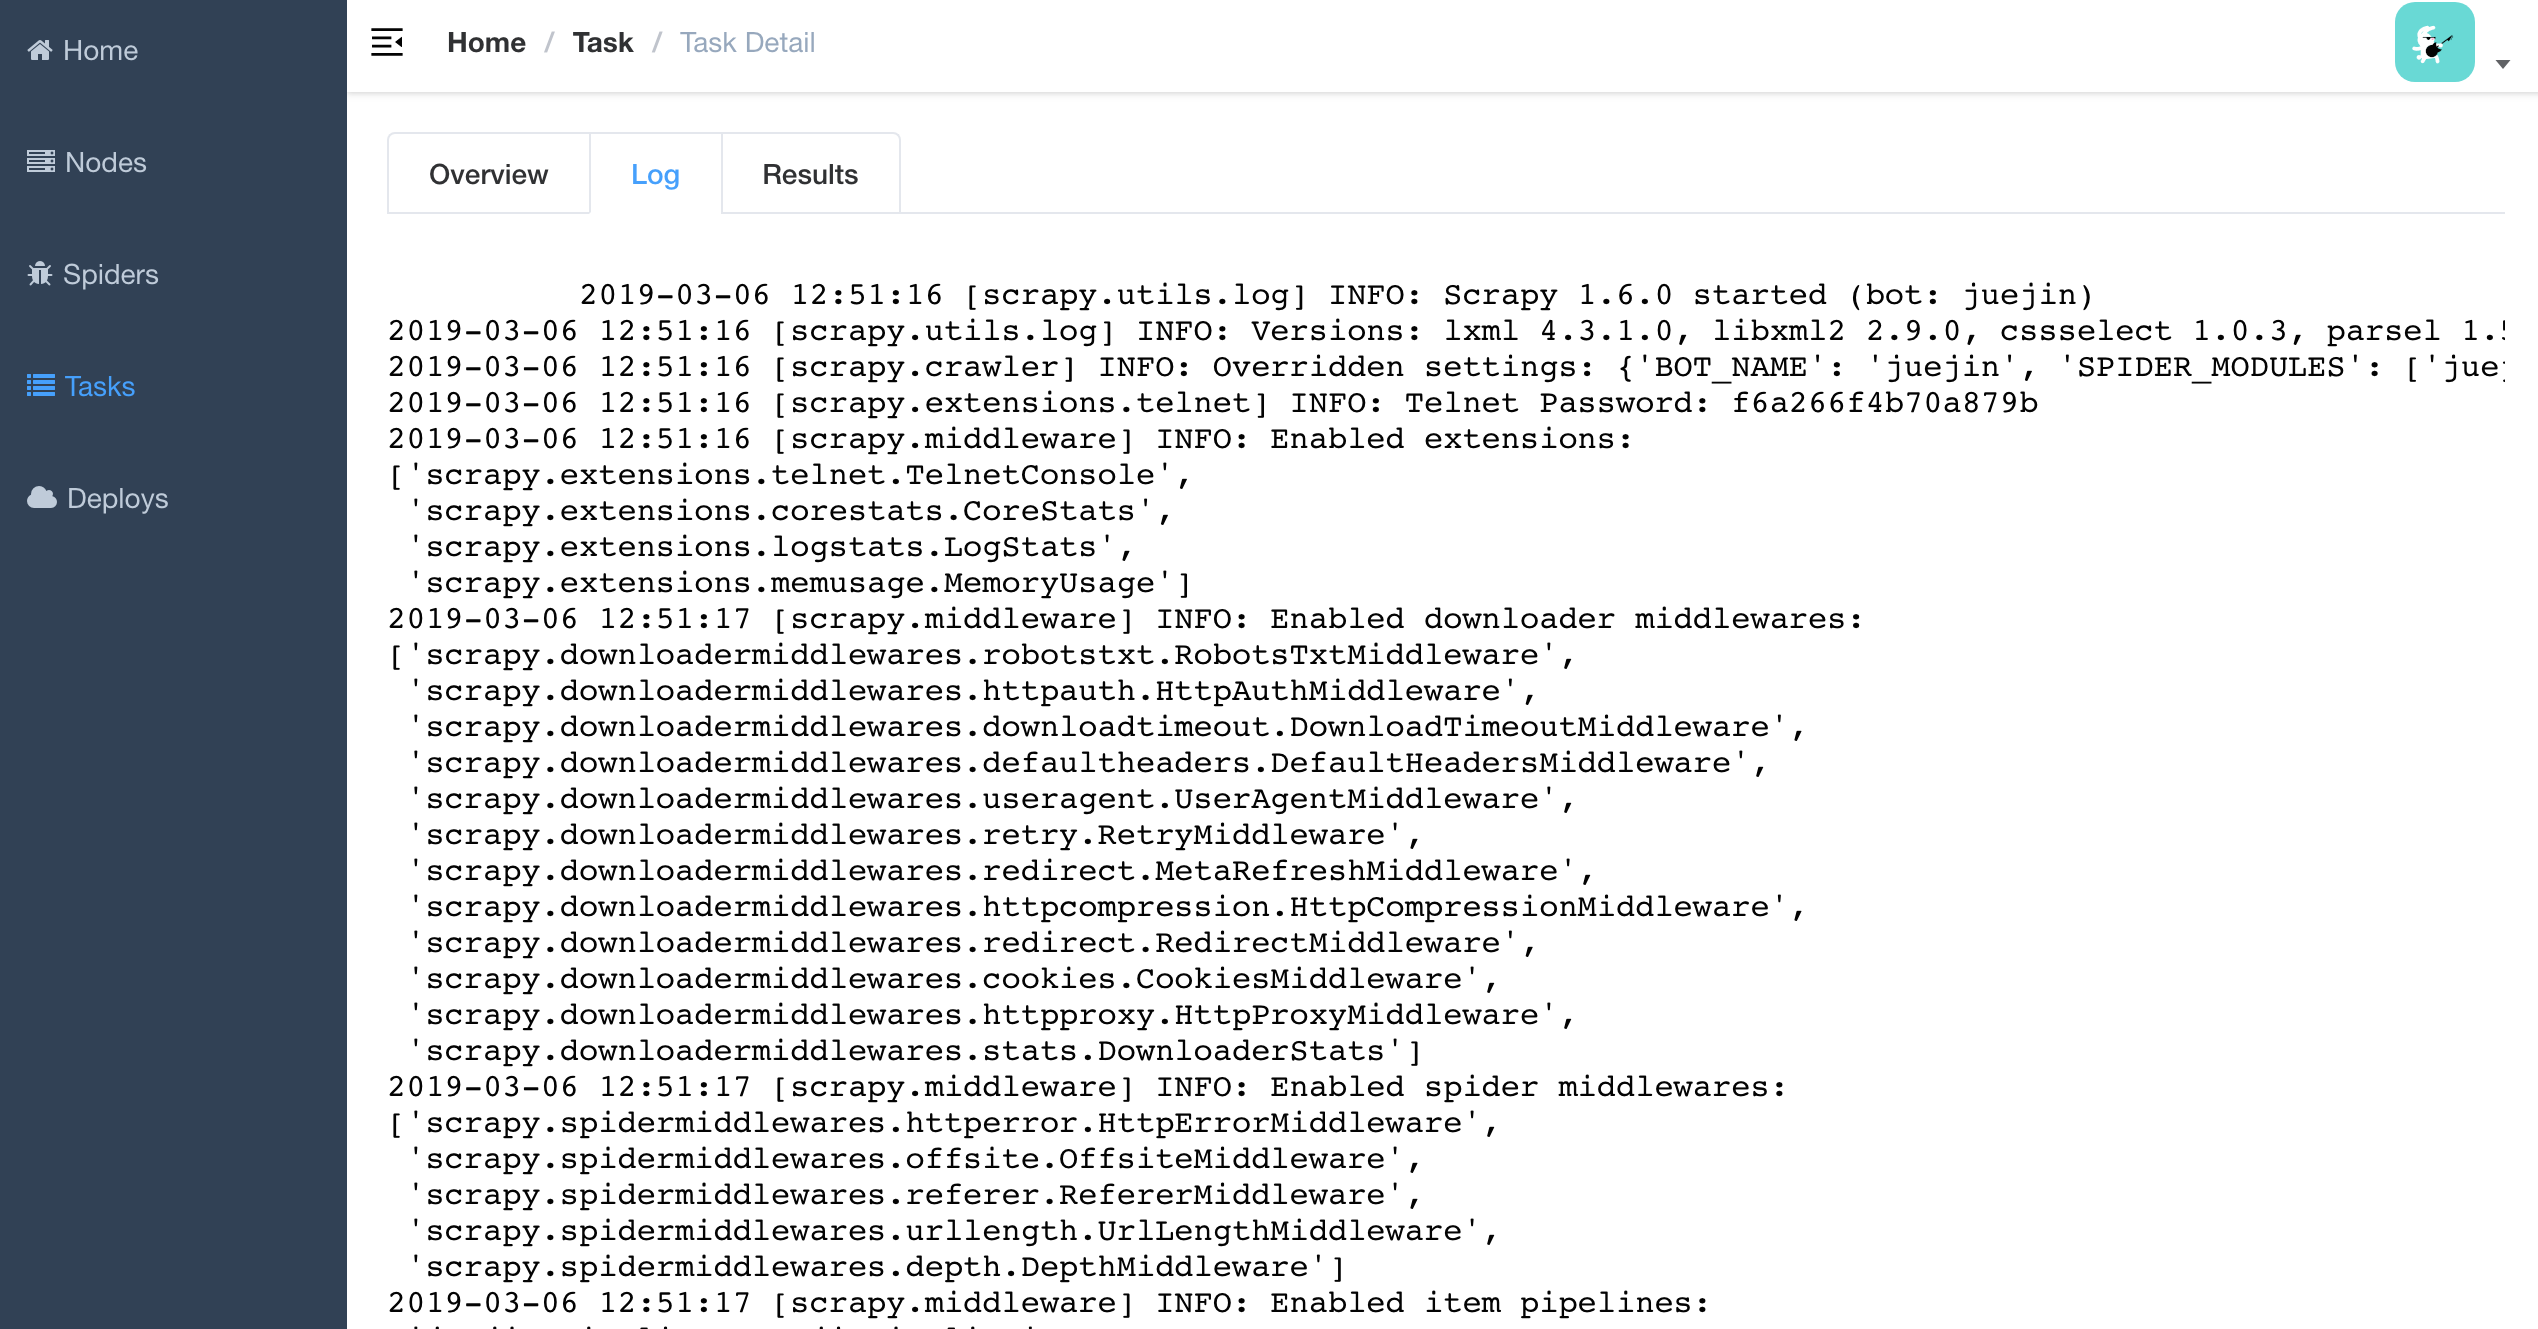 Home
Nodes
Spiders
Tasks
Deploys
Home / Task / Task Detail
Overview Log Results
2019-03-06 12:51:16 [scrapy.utils.log] INFO: Scrapy 1.6.0 started (bot: juejin)
2019-03-06 12:51:16 [scrapy.utils.log] INFO: Versions: lxml 4.3.1.0, libxml2 2.9.0, cssselect 1.0.3, parsel 1.
2019-03-06 12:51:16 [scrapy.crawler] INFO: Overridden settings: {'BOT_NAME': 'juejin', 'SPIDER_MODULES': ['jue
2019-03-06 12:51:16 [scrapy.extensions.telnet] INFO: Telnet Password: f6a266f4b70a879b
2019-03-06 12:51:16 [scrapy.middleware] INFO: Enabled extensions:
['scrapy.extensions.telnet.TelnetConsole',
'scrapy.extensions.corestats.CoreStats',
'scrapy.extensions.logstats.LogStats',
'scrapy.extensions.memusage.MemoryUsage']
2019-03-06 12:51:17 [scrapy.middleware] INFO: Enabled downloader middlewares:
['scrapy.downloadermiddlewares.robotstxt.RobotsTxtMiddleware',
'scrapy.downloadermiddlewares.httpauth.HttpAuthMiddleware',
'scrapy.downloadermiddlewares.downloadtimeout.DownloadTimeoutMiddleware',
'scrapy.downloadermiddlewares.defaultheaders.DefaultHeadersMiddleware',
'scrapy.downloadermiddlewares.useragent.UserAgentMiddleware',
'scrapy.downloadermiddlewares.retry.RetryMiddleware',
'scrapy.downloadermiddlewares.redirect.MetaRefreshMiddleware',
'scrapy.downloadermiddlewares.httpcompression.HttpCompressionMiddleware',
'scrapy.downloadermiddlewares.redirect.RedirectMiddleware',
'scrapy.downloadermiddlewares.cookies.CookiesMiddleware',
'scrapy.downloadermiddlewares.httpproxy.HttpProxyMiddleware',
'scrapy.downloadermiddlewares.stats.DownloaderStats']
2019-03-06 12:51:17 [scrapy.middleware] INFO: Enabled spider middlewares:
['scrapy.spidermiddlewares.httperror.HttpErrorMiddleware',
'scrapy.spidermiddlewares.offsite.OffsiteMiddleware',
'scrapy.spidermiddlewares.referer.RefererMiddleware',
'scrapy.spidermiddlewares.urllength.UrlLengthMiddleware',
'scrapy.spidermiddlewares.depth.DepthMiddleware']
2019-03-06 12:51:17 [scrapy.middleware] INFO: Enabled item pipelines: